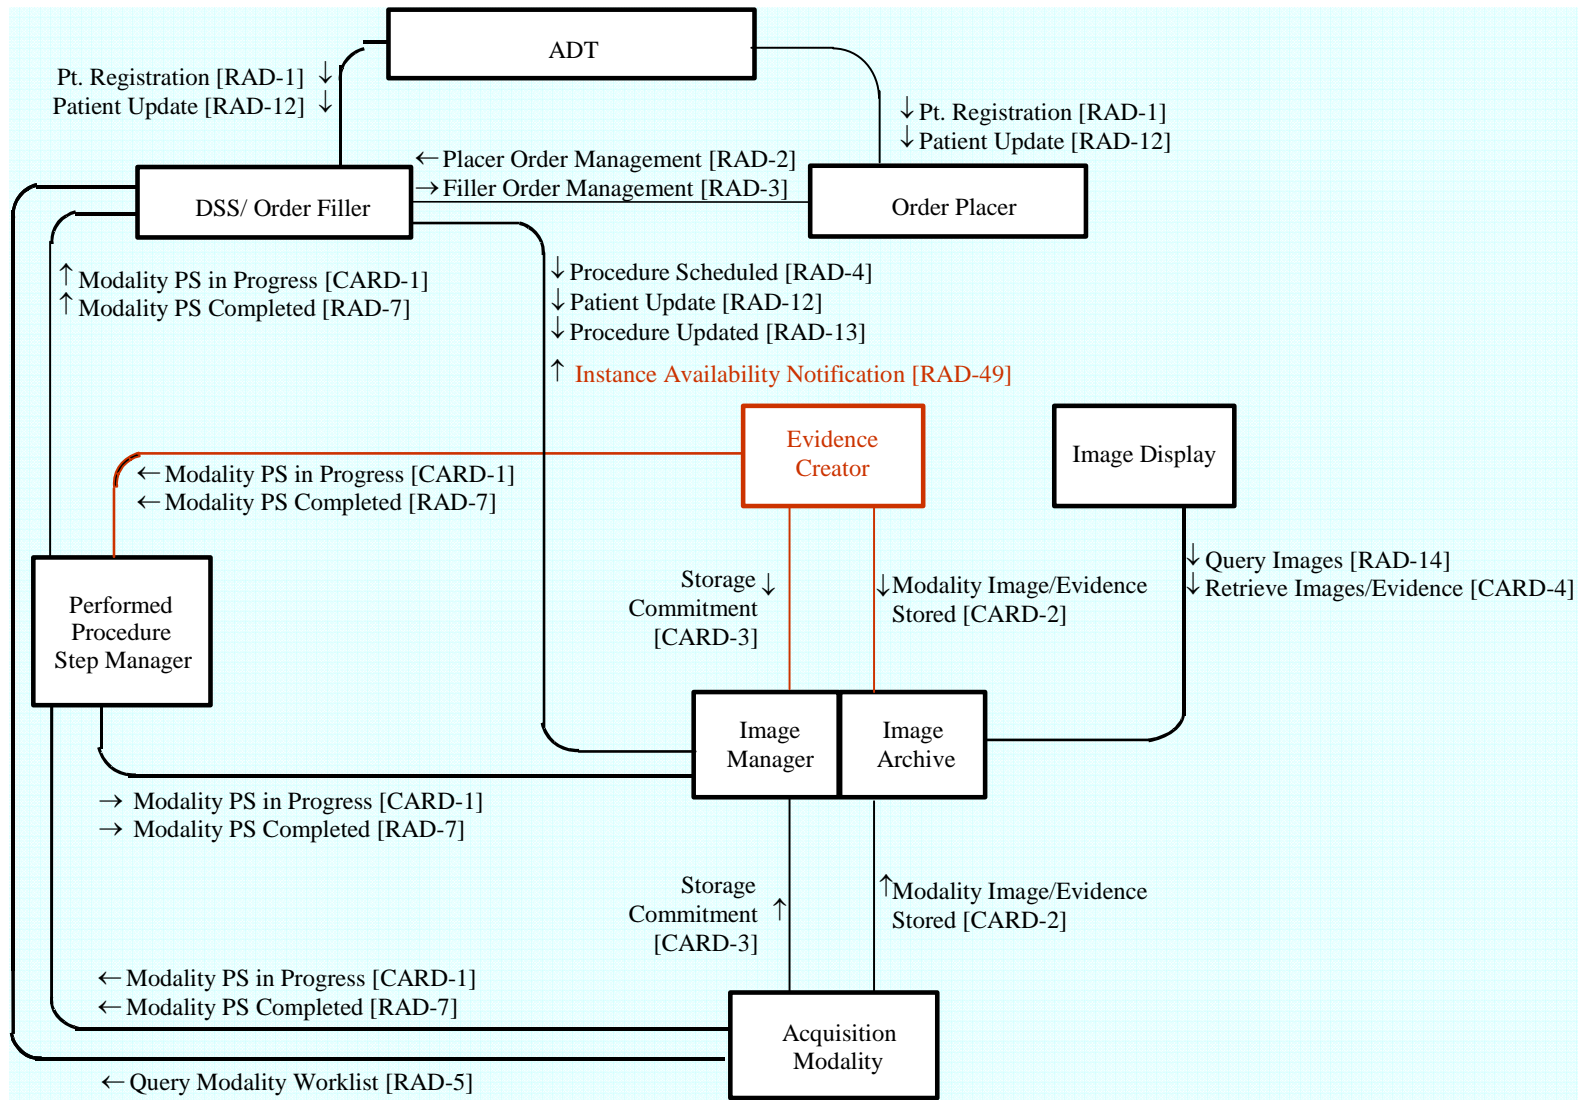 ADT
Pt. Registration [RAD-1] ↓
Patient Update [RAD-12] ↓
↓ Pt. Registration [RAD-1]
↓ Patient Update [RAD-12]
← Placer Order Management [RAD-2]
→ Filler Order Management [RAD-3]
DSS/ Order Filler
Order Placer
↑ Modality PS in Progress [CARD-1]
↑ Modality PS Completed [RAD-7]
↓ Procedure Scheduled [RAD-4]
↓ Patient Update [RAD-12]
↓ Procedure Updated [RAD-13]
↑ Instance Availability Notification [RAD-49]
Evidence
Creator
Image Display
← Modality PS in Progress [CARD-1]
← Modality PS Completed [RAD-7]
↓ Query Images [RAD-14]
↓ Retrieve Images/Evidence [CARD-4]
Storage ↓
Commitment
[CARD-3]
↓ Modality Image/Evidence
Stored [CARD-2]
Performed
Procedure
Step Manager
Image
Manager
Image
Archive
→ Modality PS in Progress [CARD-1]
→ Modality PS Completed [RAD-7]
Storage
Commitment ↑
[CARD-3]
↑ Modality Image/Evidence
Stored [CARD-2]
← Modality PS in Progress [CARD-1]
← Modality PS Completed [RAD-7]
Acquisition
Modality
← Query Modality Worklist [RAD-5]